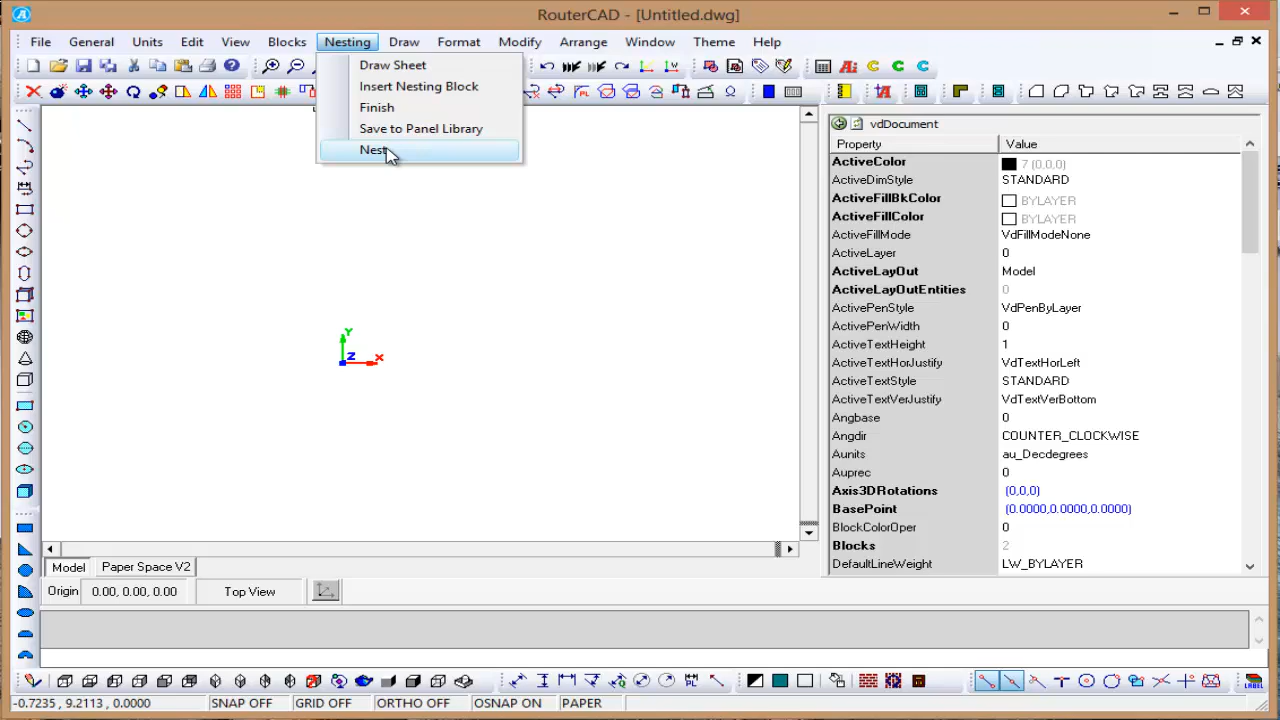 RouterCAD - [Untitled.dwg]
File General Units Edit View Blocks Nesting Draw Format Modify Arrange Window Theme Help
Draw Sheet
Insert Nesting Block
Finish
Save to Panel Library
Nest
vdDocument
Property Value
ActiveColor 7 (0,0,0)
ActiveDimStyle STANDARD
ActiveFillBkColor BYLAYER
ActiveFillColor BYLAYER
ActiveFillMode VdFillModeNone
ActiveLayer 0
ActiveLayOut Model
ActiveLayOutEntities 0
ActivePenStyle VdPenByLayer
ActivePenWidth 0
ActiveTextHeight 1
ActiveTextHorJustify VdTextHorLeft
ActiveTextStyle STANDARD
ActiveTextVerJustify VdTextVerBottom
Angbase 0
Angdir COUNTER_CLOCKWISE
Aunits au_Decdegrees
Auprec 0
Axis3DRotations (0,0,0)
BasePoint (0.0000,0.0000,0.0000)
BlockColorOper 0
Blocks 2
DefaultLineWeight LW_BYLAYER
Y
Z X
Model Paper Space V2
Origin 0.00, 0.00, 0.00 Top View
-0.7235, 9.2113, 0.0000 SNAP OFF GRID OFF ORTHO OFF OSNAP ON PAPER